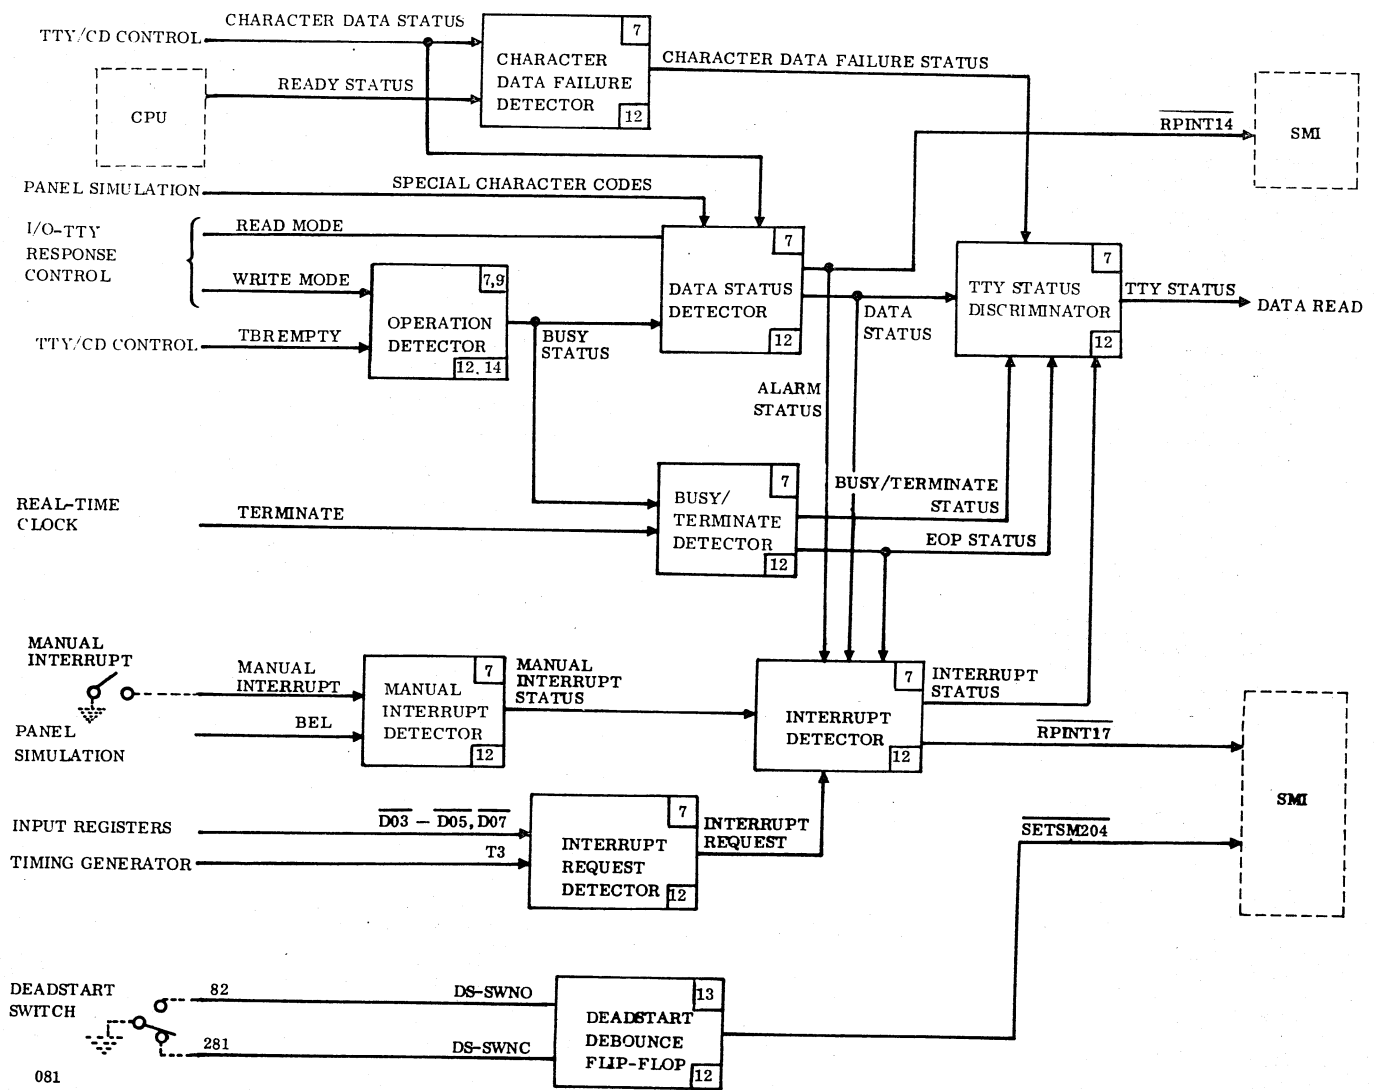 CHARACTER DATA STATUS
TTY/CD CONTROL
7
CHARACTER
DATA FAILURE
DETECTOR
12
CHARACTER DATA FAILURE STATUS
READY STATUS
CPU
RPINT14
SMI
PANEL SIMULATION
SPECIAL CHARACTER CODES
I/O-TTY
RESPONSE
CONTROL
READ MODE
WRITE MODE
7
DATA STATUS
DETECTOR
12
7,9
OPERATION
DETECTOR
12.14
TTY/CD CONTROL
TBREMPTY
BUSY
STATUS
DATA
STATUS
7
TTY STATUS
DISCRIMINATOR
12
TTY STATUS
DATA READ
ALARM
STATUS
REAL-TIME
CLOCK
TERMINATE
7
BUSY/
TERMINATE
DETECTOR
12
BUSY/TERMINATE
STATUS
EOP STATUS
MANUAL
INTERRUPT
MANUAL
INTERRUPT
7
MANUAL
INTERRUPT
DETECTOR
12
MANUAL
INTERRUPT
STATUS
PANEL
SIMULATION
BEL
7
INTERRUPT
DETECTOR
12
INTERRUPT
STATUS
RPINT17
SMI
INPUT REGISTERS
D03 - D05, D07
TIMING GENERATOR
T3
7
INTERRUPT
REQUEST
DETECTOR
12
INTERRUPT
REQUEST
SETSM204
DEADSTART
SWITCH
82
DS-SWNO
281
DS-SWNC
13
DEADSTART
DEBOUNCE
FLIP-FLOP
12
081